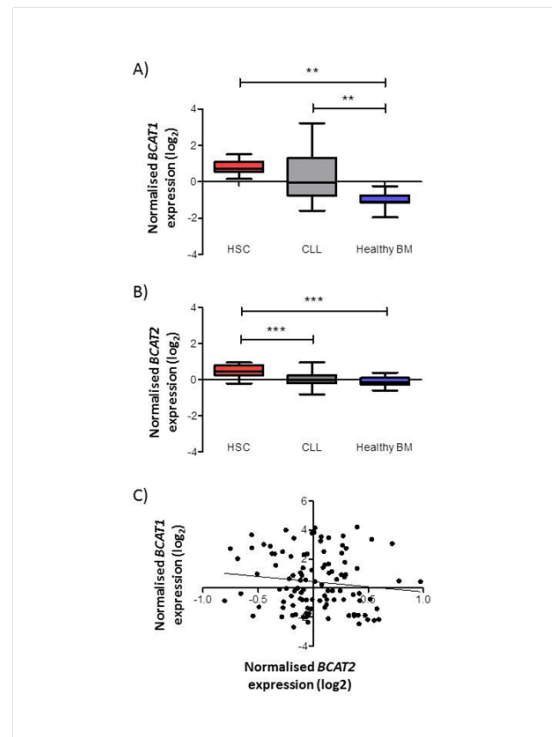 A)
**
**
Normalised BCAT1
expression (log2)
4
2
0
-2
-4
HSC
CLL
Healthy BM
B)
***
***
Normalised BCAT2
expression (log2)
4
2
0
-2
-4
HSC
CLL
Healthy BM
C)
Normalised BCAT1
expression (log2)
6
4
2
0
-4
-1.0
-0.5
0.5
1.0
Normalised BCAT2
expression (log2)